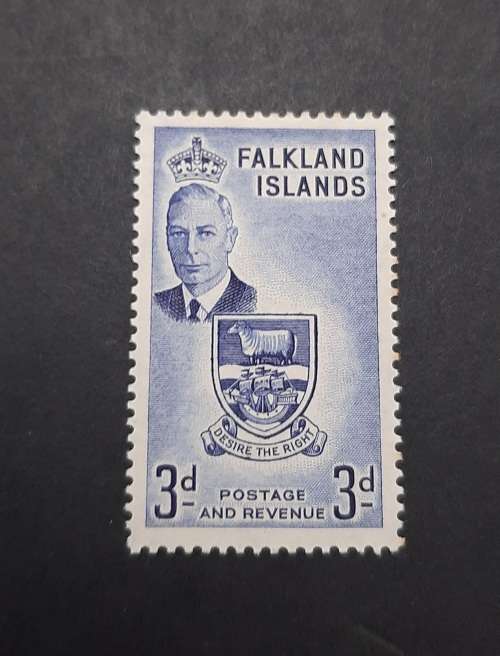 FALKLAND
ISLANDS
DESIRE THE RIGHT
3d
POSTAGE
AND REVENUE
3d